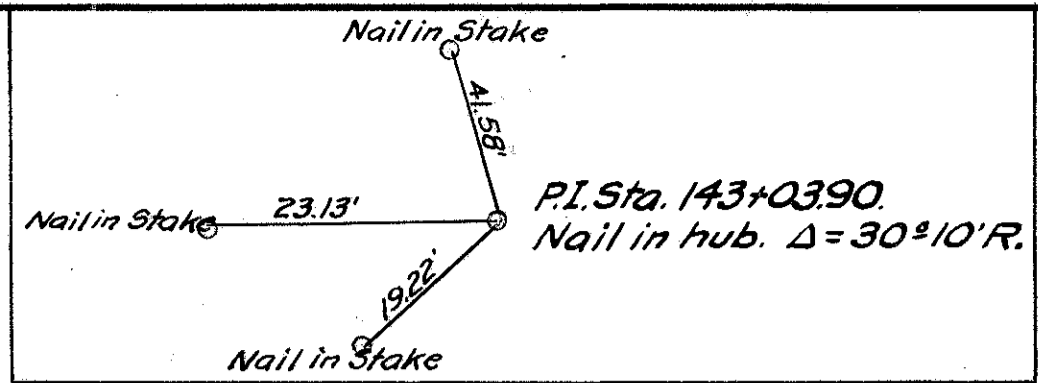 Nail in Stake
41.58'
P.I. Sta. 143+03.90.
Nail in Stake
23.13'
Nail in hub. Δ = 30°10' R.
19.22'
Nail in Stake